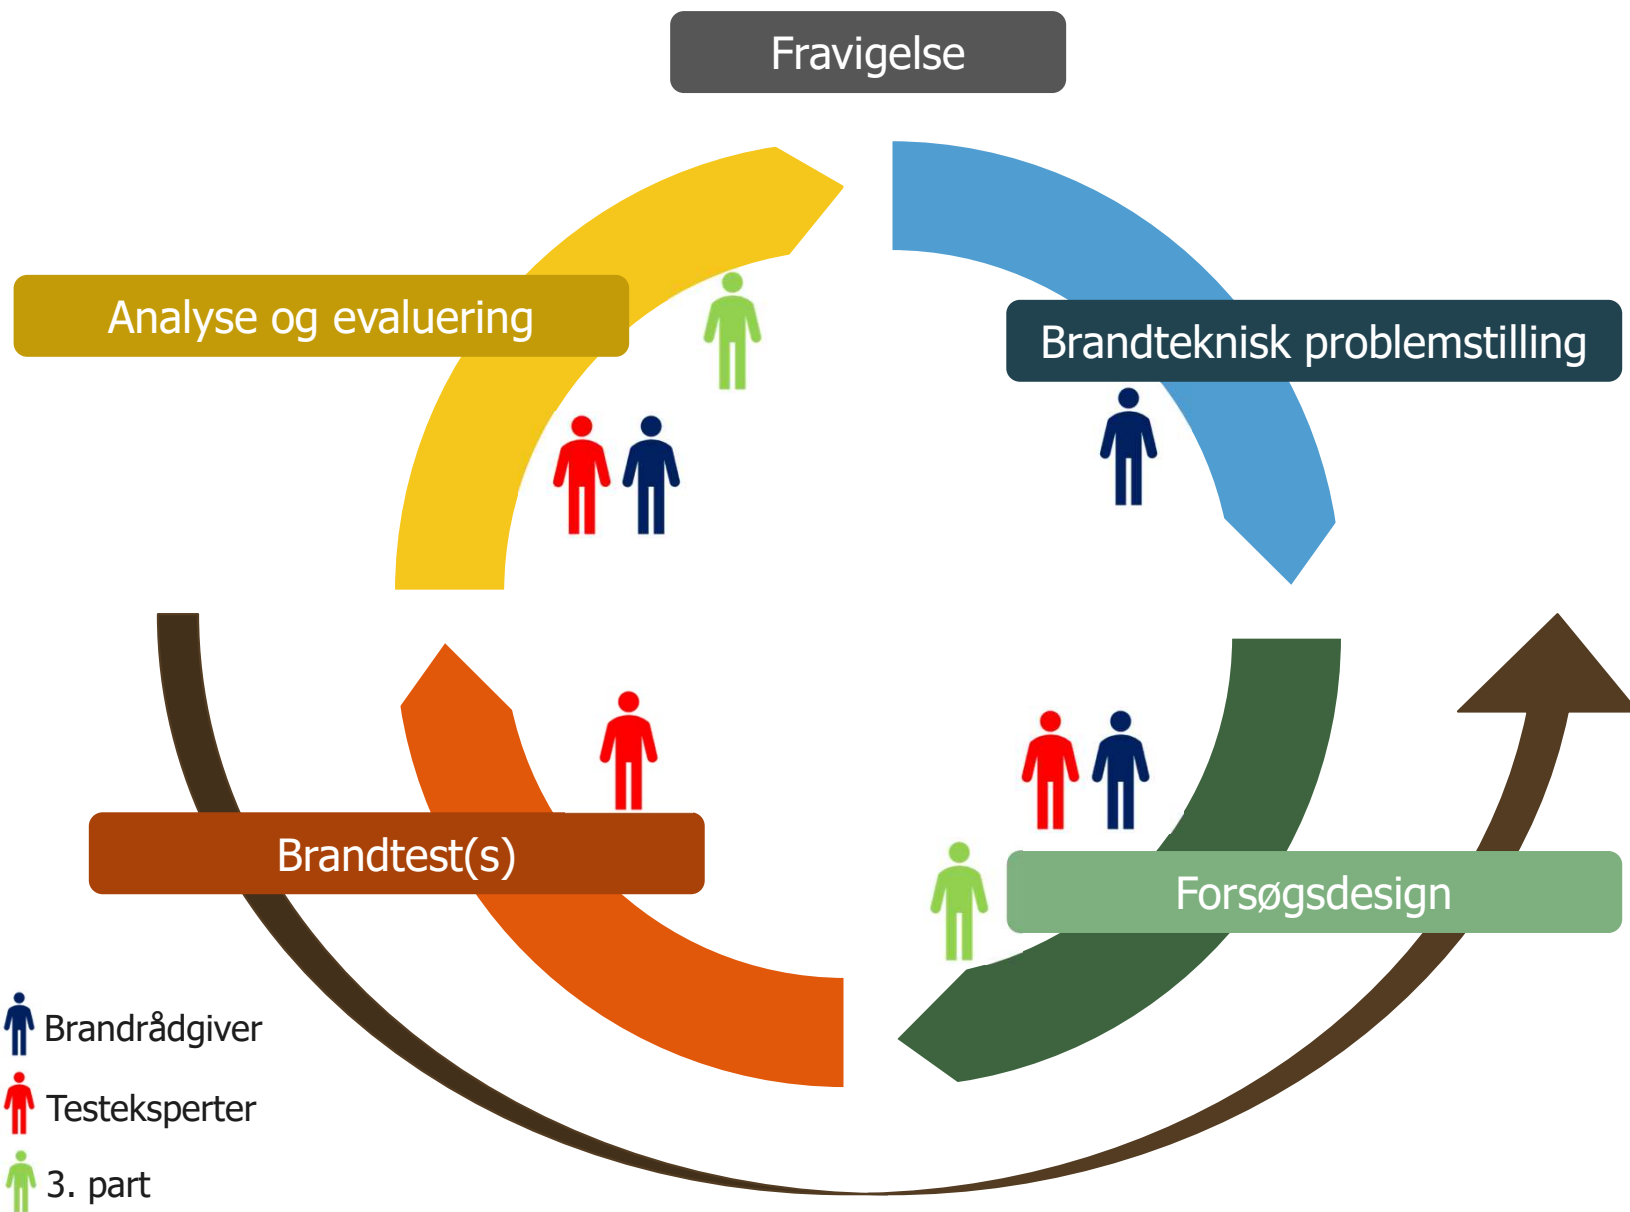 Fravigelse
Analyse og evaluering
Brandteknisk problemstilling
Brandtest(s)
Forsøgsdesign
Brandrådgiver
Testeksperter
3. part